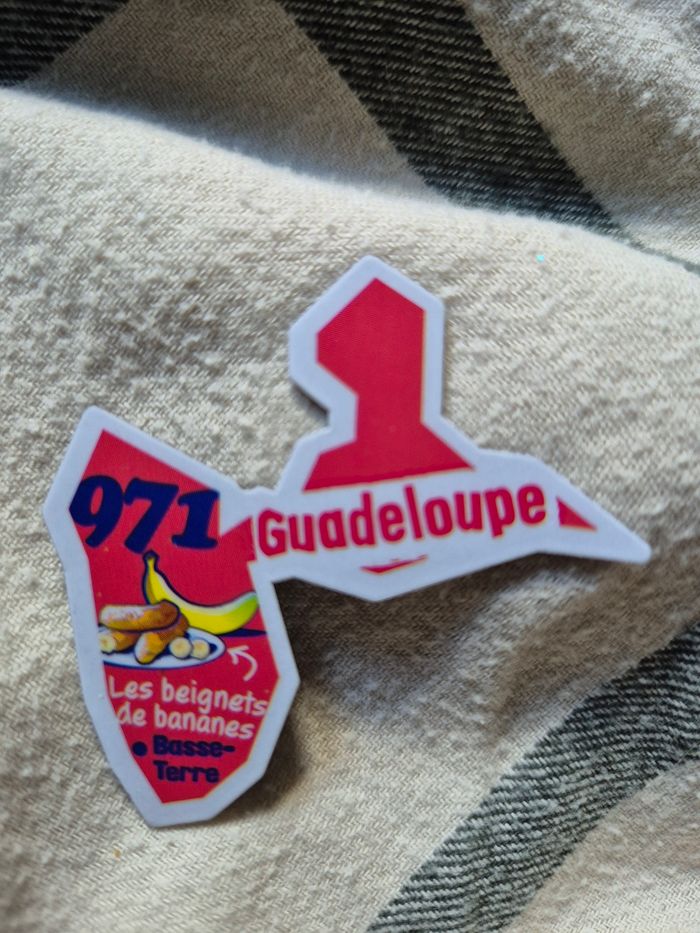 971
Guadeloupe
Les beignets
de bananes
Basse-
Terre